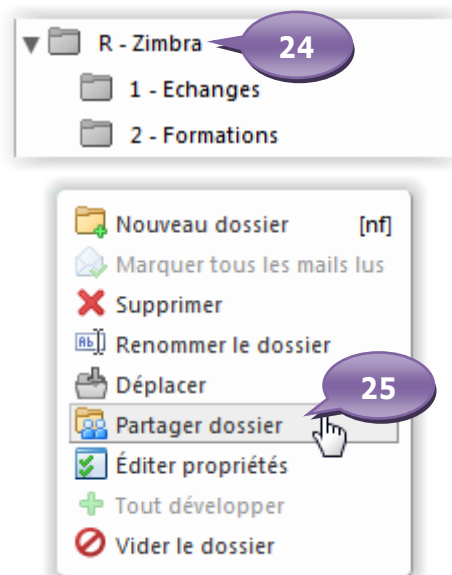 R - Zimbra
24
1 - Echanges
2 - Formations
Nouveau dossier [nf]
Marquer tous les mails lus
Supprimer
Renommer le dossier
Déplacer
25
Partager dossier
Éditer propriétés
Tout développer
Vider le dossier